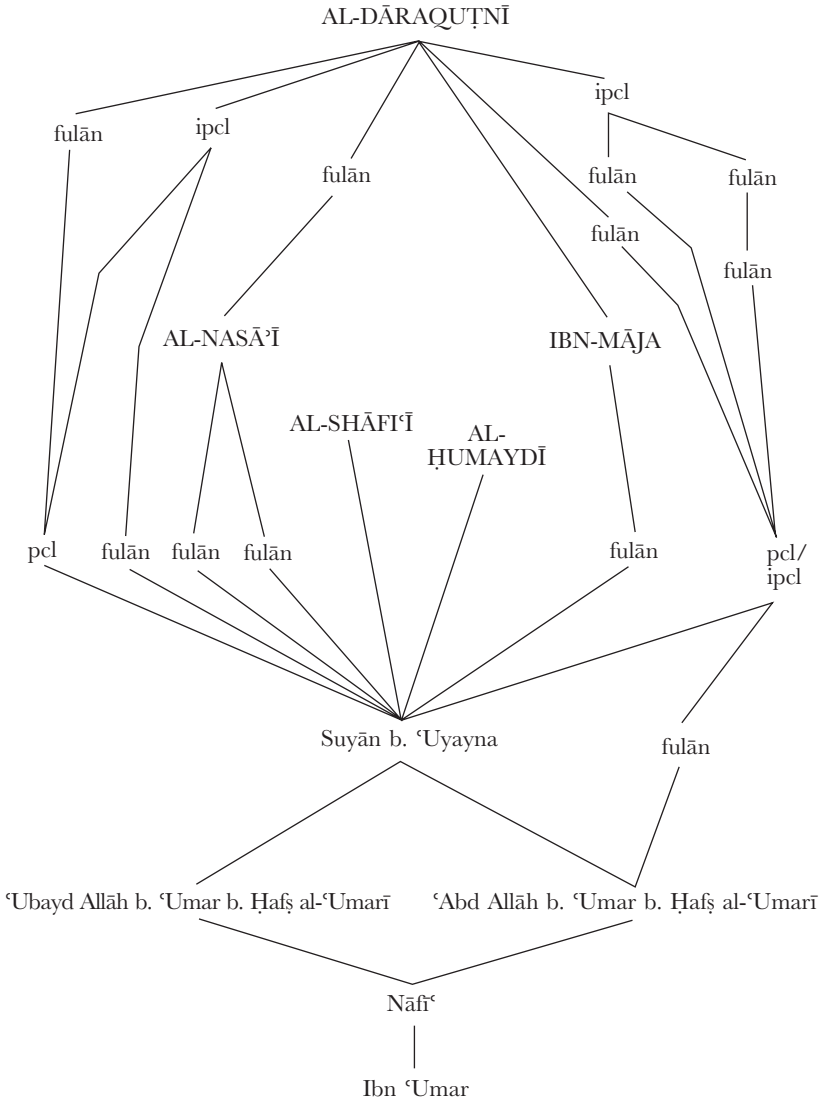 AL-DĀRAQUṬNĪ
ipcl
fulān
ipcl
fulān
fulān
fulān
fulān
fulān
AL-NASĀʾĪ
IBN-MĀJA
AL-SHĀFIʿĪ
AL-
ḤUMAYDĪ
pcl
fulān
fulān
fulān
fulān
pcl/
ipcl
Suyān b. ʿUyayna
fulān
ʿUbayd Allāh b. ʿUmar b. Ḥafṣ al-ʿUmarī
ʿAbd Allāh b. ʿUmar b. Ḥafṣ al-ʿUmarī
Nāfīʿ
Ibn ʿUmar